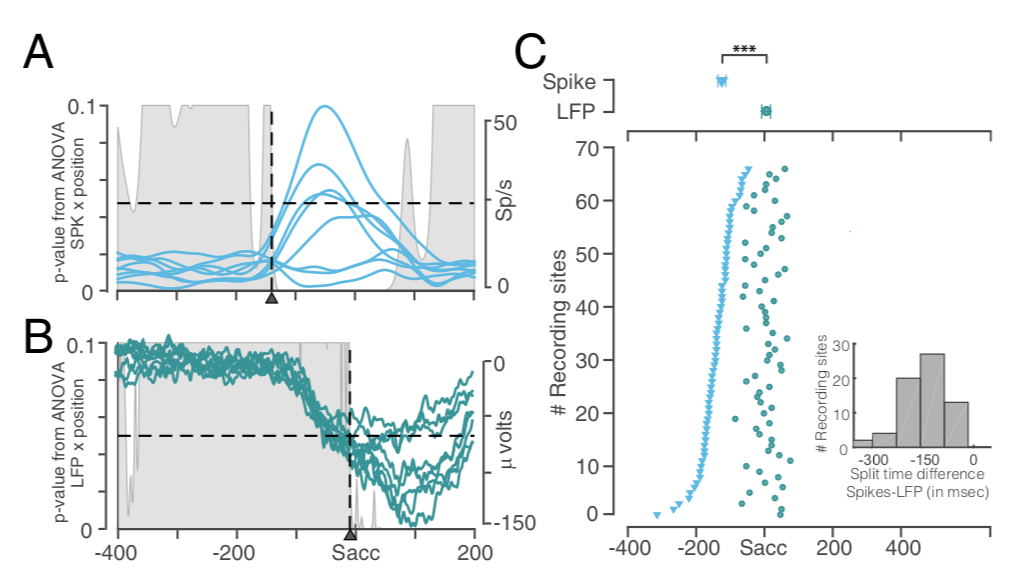 A
0.1
0
p-value from ANOVA
SPK x position
50
0
Sp/s
B
0.1
0
p-value from ANOVA
LFP x position
0
-150
μ volts
-400
-200
Sacc
200
C
***
Spike
LFP
70
60
50
40
30
20
10
0
# Recording sites
-400
-200
Sacc
200
400
30
20
10
0
# Recording sites
-300
-150
0
Split time difference
Spikes-LFP (in msec)